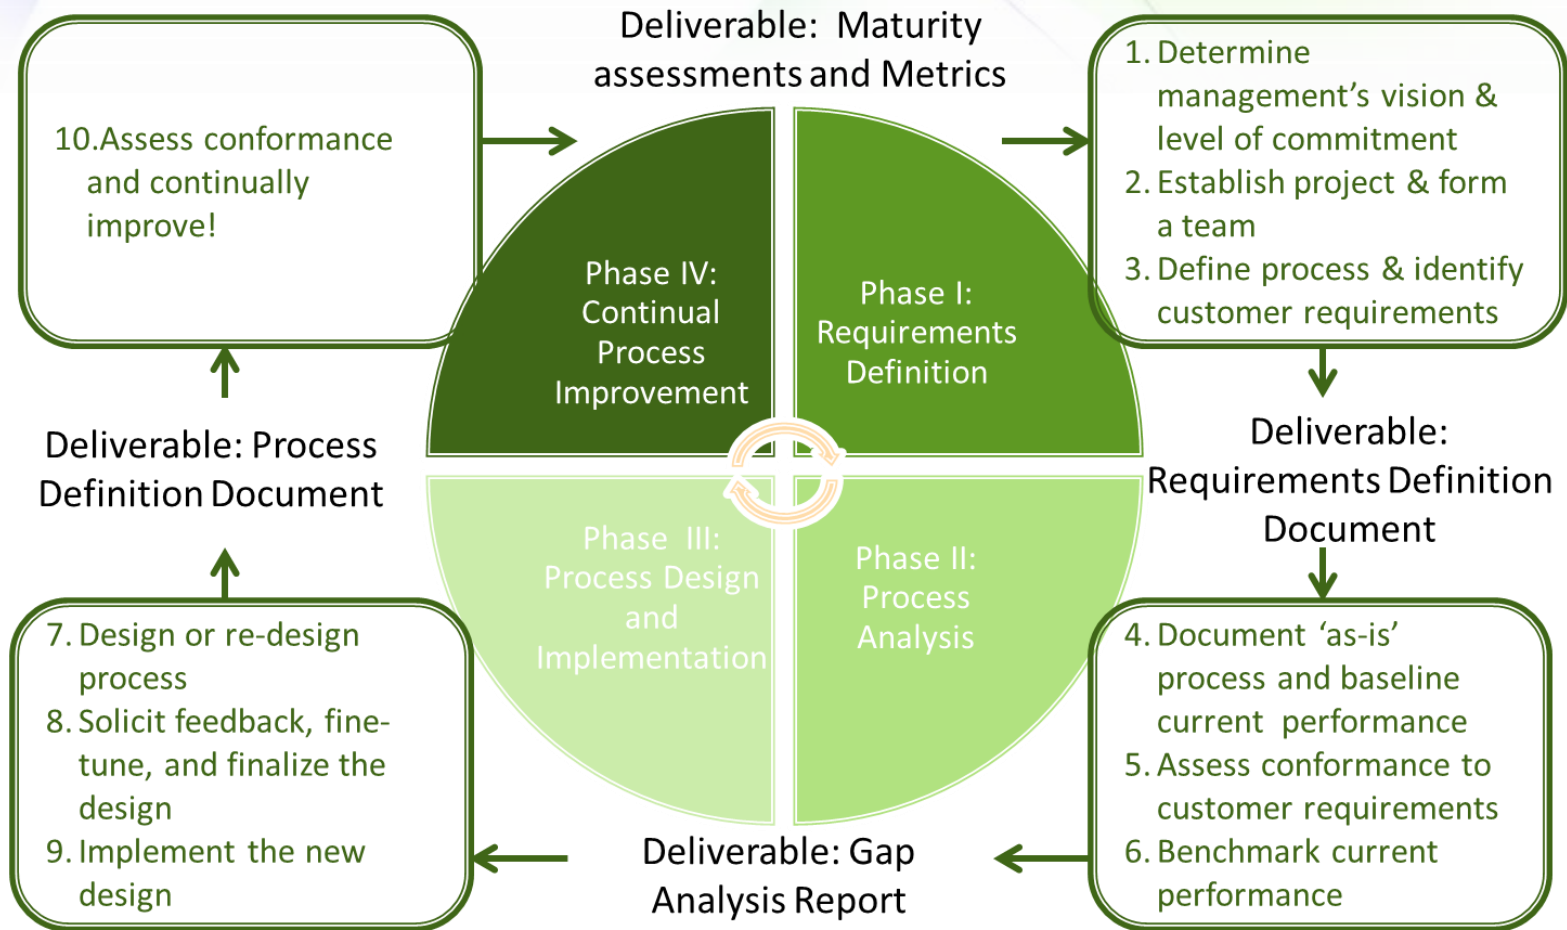 Deliverable: Maturity
assessments and Metrics
1. Determine
management’s vision &
level of commitment
2. Establish project & form
a team
3. Define process & identify
customer requirements
10.Assess conformance
and continually
improve!
Phase IV:
Continual
Process
Improvement
Phase I:
Requirements
Definition
Deliverable:
Requirements Definition
Document
Deliverable: Process
Definition Document
Phase III:
Process Design
and
Implementation
Phase II:
Process
Analysis
4. Document ‘as-is’
process and baseline
current performance
5. Assess conformance to
customer requirements
6. Benchmark current
performance
Deliverable: Gap
Analysis Report
7. Design or re-design
process
8. Solicit feedback, fine-
tune, and finalize the
design
9. Implement the new
design